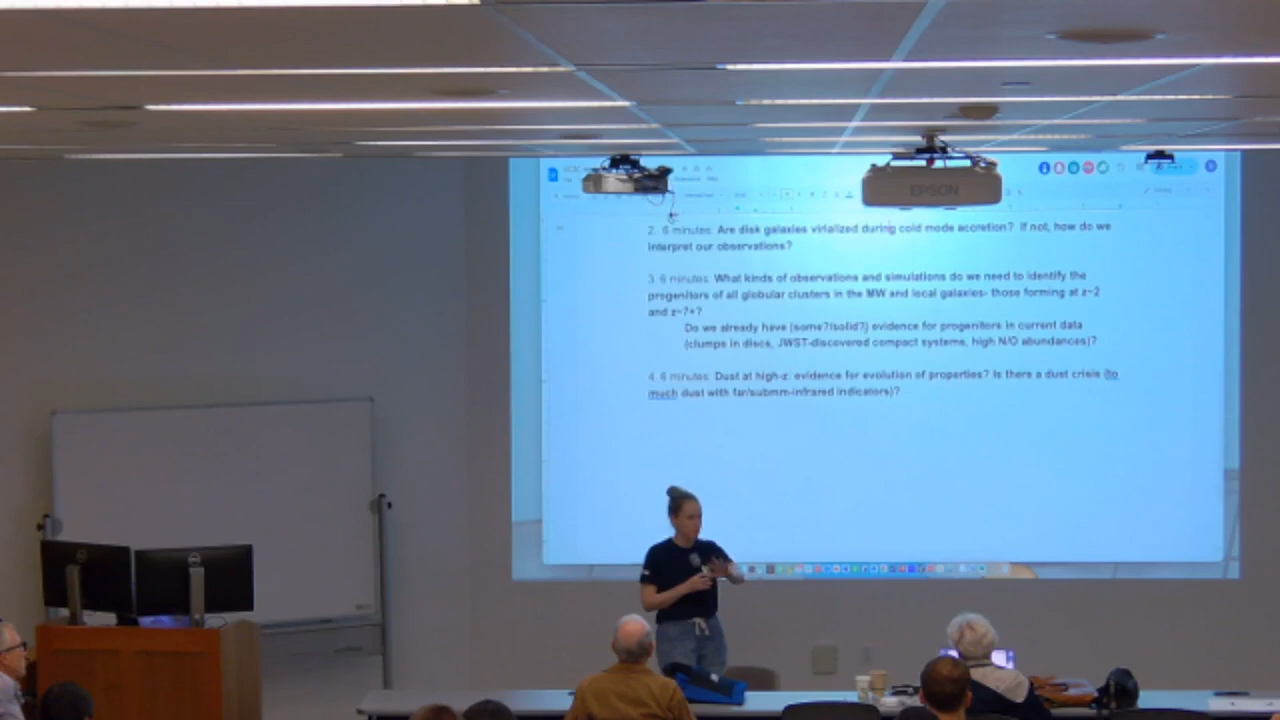 EPSON
2. 6 minutes: Are disk galaxies virialized during cold mode accretion? If not, how do we
interpret our observations?
3. 6 minutes: What kinds of observations and simulations do we need to identify the
progenitors of all globular clusters in the MW and local galaxies- those forming at z~2
and z~7+?
Do we already have (some?/solid?) evidence for progenitors in current data
(clumps in discs, JWST-discovered compact systems, high N/O abundances)?
4. 6 minutes: Dust at high-z: evidence for evolution of properties? Is there a dust crisis (to
much dust with far/submm-infrared indicators)?